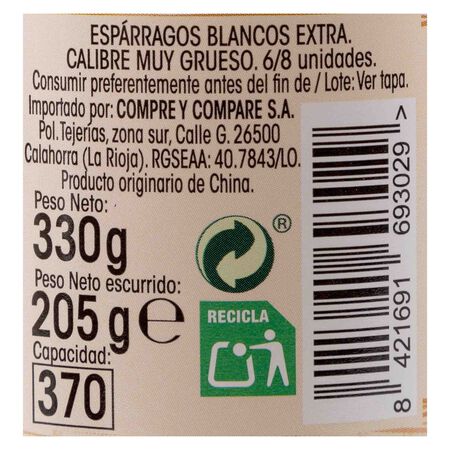 ESPÁRRAGOS BLANCOS EXTRA.
CALIBRE MUY GRUESO. 6/8 unidades.
Consumir preferentemente antes del fin de / Lote: Ver tapa.
Importado por: COMPRE Y COMPARE S.A.
Pol. Tejerías, zona sur, Calle G. 26500
Calahorra (La Rioja). RGSEAA: 40.7843/LO.
Producto originario de China.
Peso Neto:
330g
Peso Neto escurrido:
205g e
Capacidad:
370
®
RECICLA
8 421691 693029 >